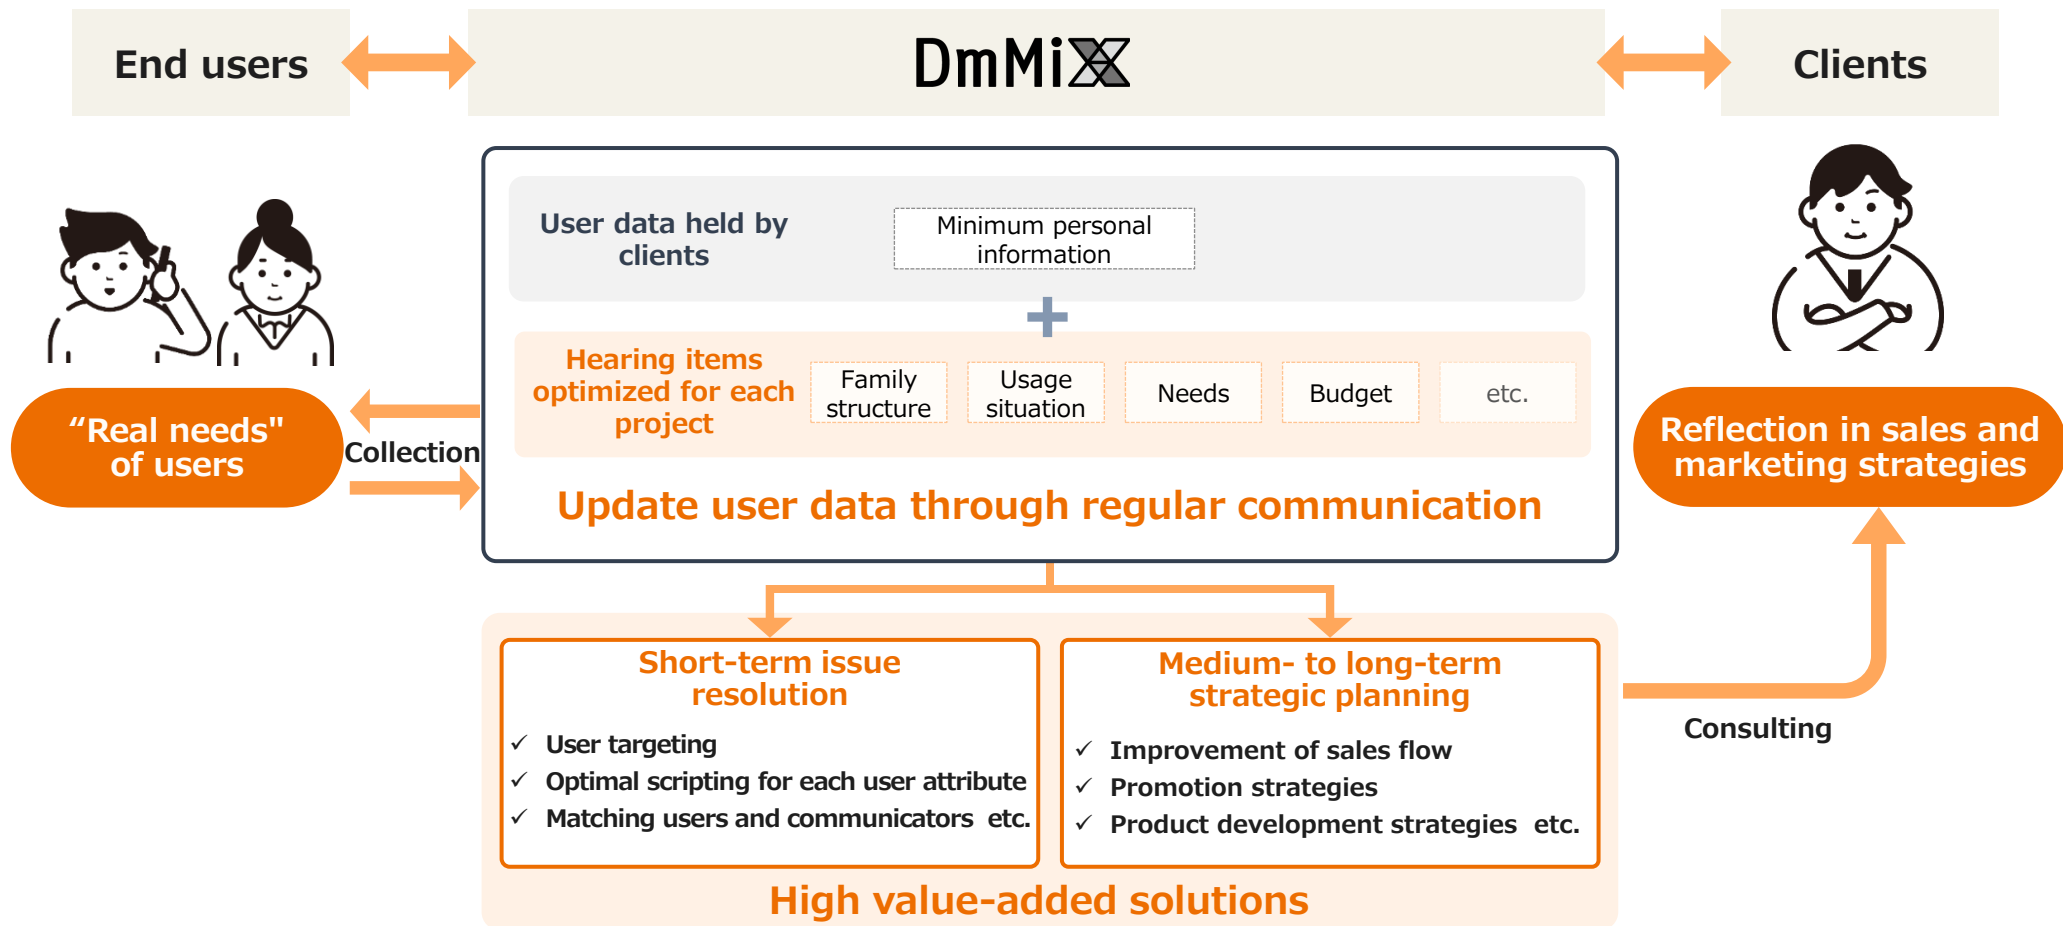 End users
DmMiX
Clients
User data held by
clients
Minimum personal
information
+
Hearing items
optimized for each
project
Family
structure
Usage
situation
Needs
Budget
etc.
Update user data through regular communication
“Real needs"
of users
Collection
Reflection in sales and
marketing strategies
Short-term issue
resolution
✓ User targeting
✓ Optimal scripting for each user attribute
✓ Matching users and communicators etc.
Medium- to long-term
strategic planning
✓ Improvement of sales flow
✓ Promotion strategies
✓ Product development strategies etc.
Consulting
High value-added solutions